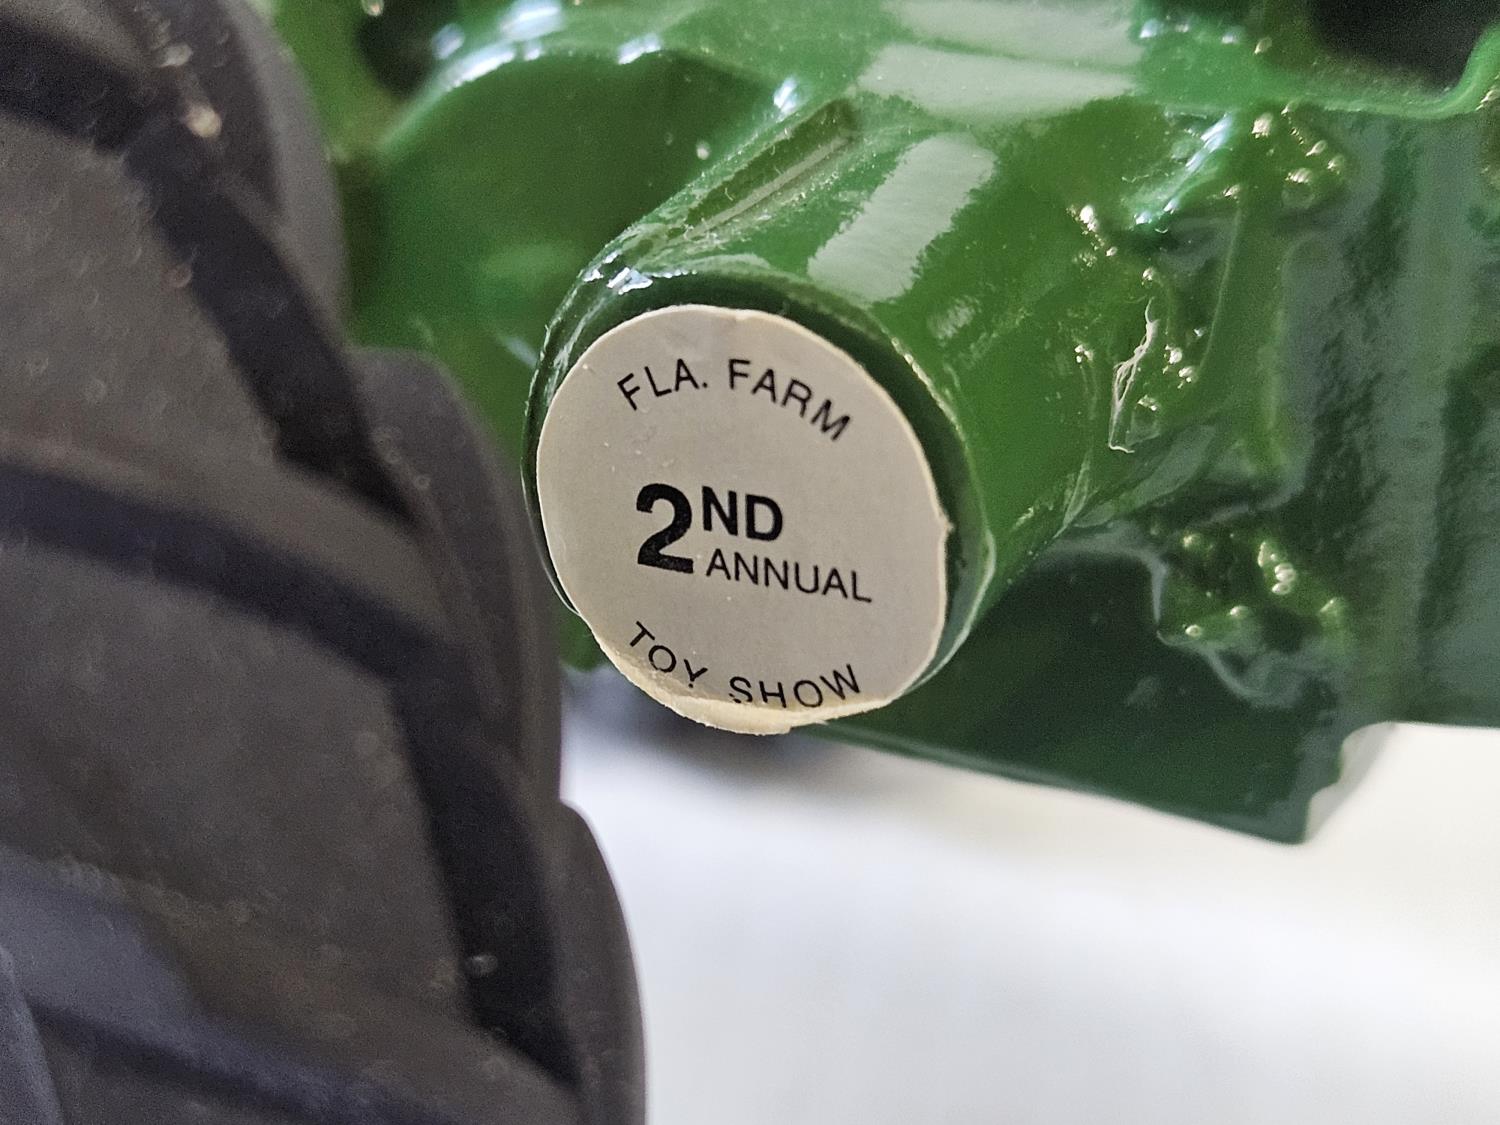 FLA. FARM
2ND
ANNUAL
TOY SHOW